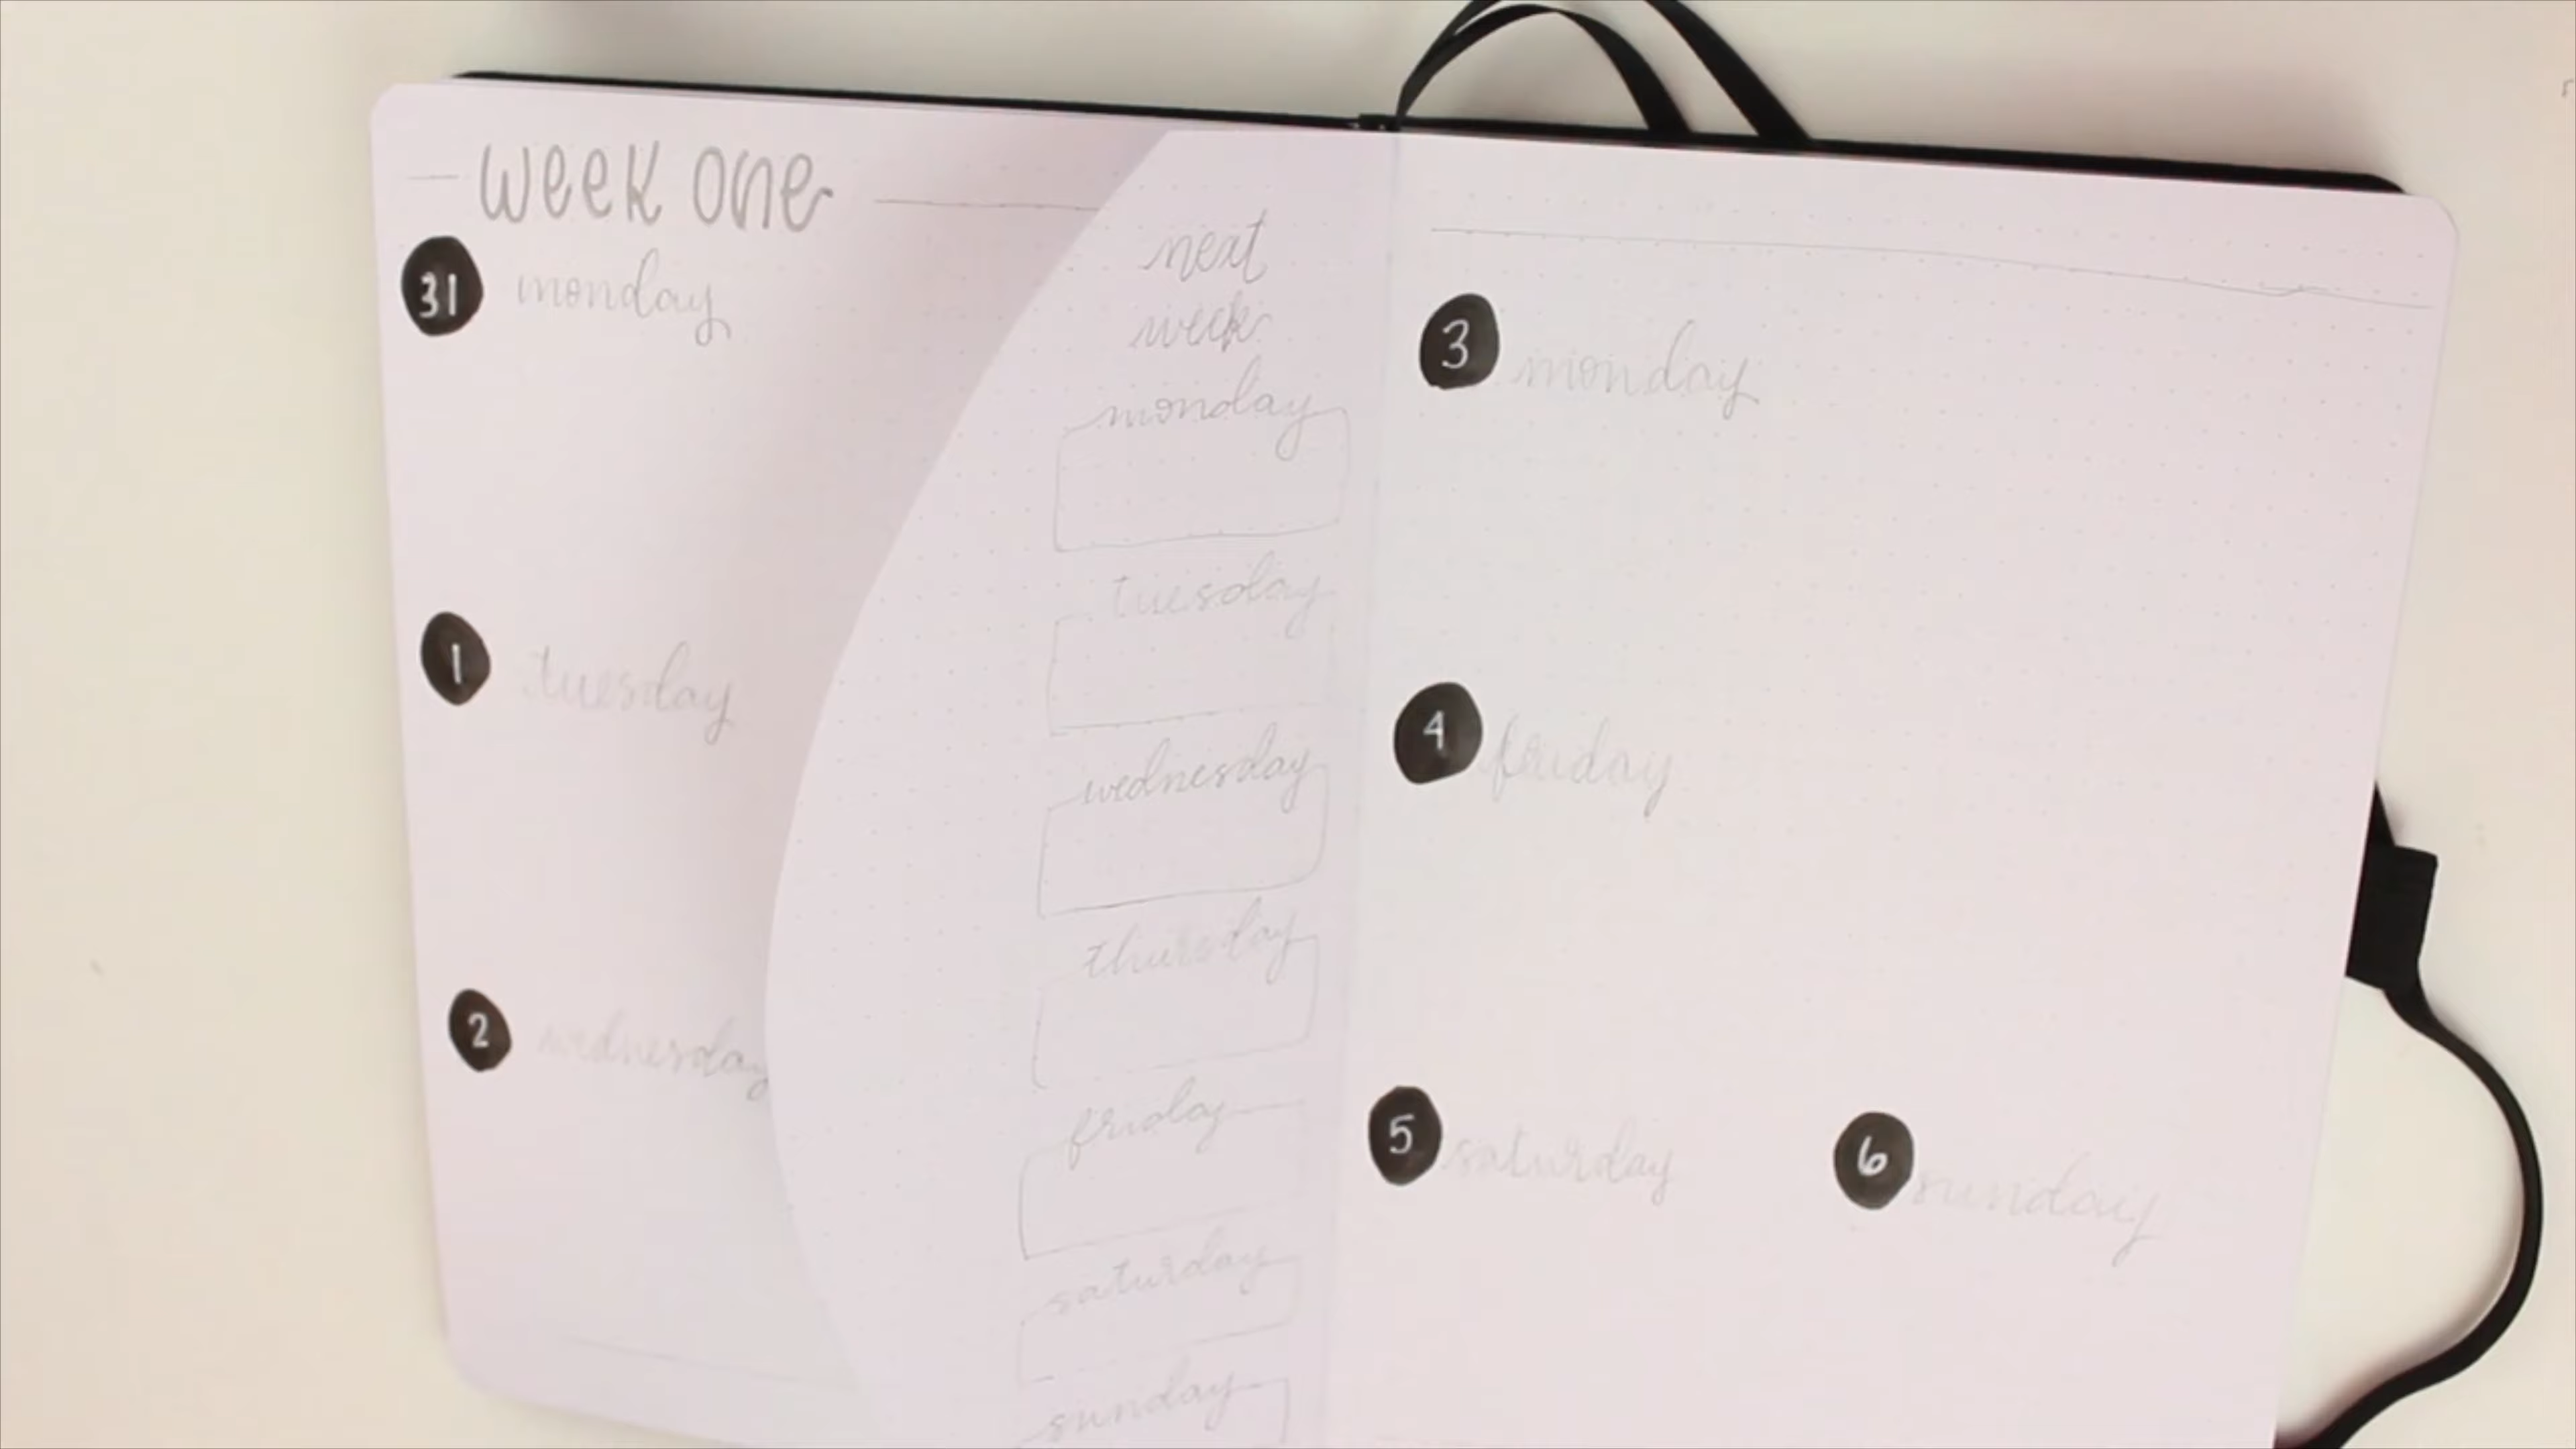 week one
31 monday
1 tuesday
2 wednesday
next
week
monday
tuesday
wednesday
thursday
friday
saturday
sunday
3 monday
4 friday
5 saturday
6 sunday